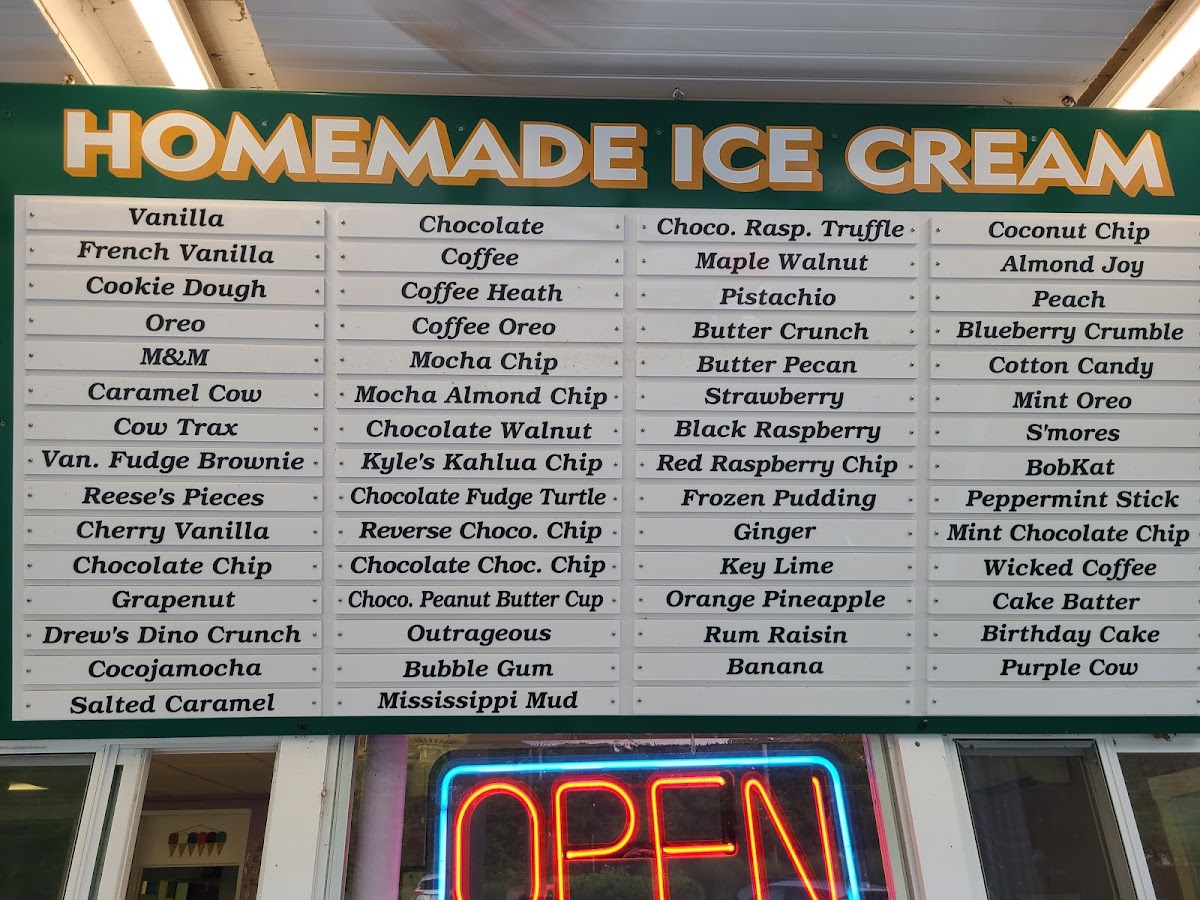 HOMEMADE ICE CREAM
Vanilla
French Vanilla
Cookie Dough
Oreo
M&M
Caramel Cow
Cow Trax
Van. Fudge Brownie
Reese's Pieces
Cherry Vanilla
Chocolate Chip
Grapenut
Drew's Dino Crunch
Cocojamocha
Salted Caramel
Chocolate
Coffee
Coffee Heath
Coffee Oreo
Mocha Chip
Mocha Almond Chip
Chocolate Walnut
Kyle's Kahlua Chip
Chocolate Fudge Turtle
Reverse Choco. Chip
Chocolate Choc. Chip
Choco. Peanut Butter Cup
Outrageous
Bubble Gum
Mississippi Mud
Choco. Rasp. Truffle
Maple Walnut
Pistachio
Butter Crunch
Butter Pecan
Strawberry
Black Raspberry
Red Raspberry Chip
Frozen Pudding
Ginger
Key Lime
Orange Pineapple
Rum Raisin
Banana
Coconut Chip
Almond Joy
Peach
Blueberry Crumble
Cotton Candy
Mint Oreo
S'mores
BobKat
Peppermint Stick
Mint Chocolate Chip
Wicked Coffee
Cake Batter
Birthday Cake
Purple Cow
OPEN